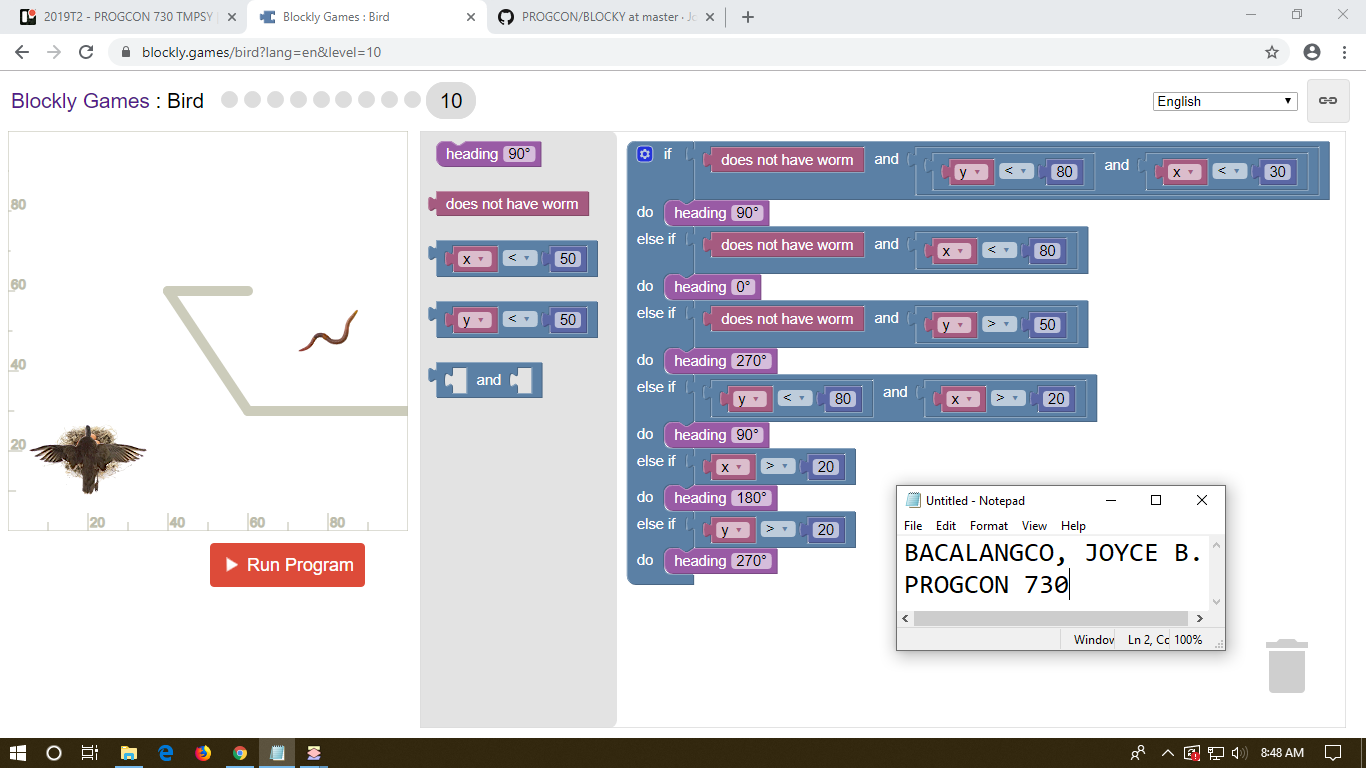 2019T2 - PROGCON 730 TMPSY
Blockly Games : Bird
PROGCON/BLOCKY at master · Jo
blockly.games/bird?lang=en&level=10
Blockly Games : Bird 10
English
80
60
40
20
20 40 60 80
Run Program
heading 90°
does not have worm
x < 50
y < 50
and
if does not have worm and y < 80 and x < 30
do heading 90°
else if does not have worm and x < 80
do heading 0°
else if does not have worm and y > 50
do heading 270°
else if y < 80 and x > 20
do heading 90°
else if x > 20
do heading 180°
else if y > 20
do heading 270°
Untitled - Notepad
File Edit Format View Help
BACALANGCO, JOYCE B.
PROGCON 730
Window Ln 2, Cc 100%
8:48 AM